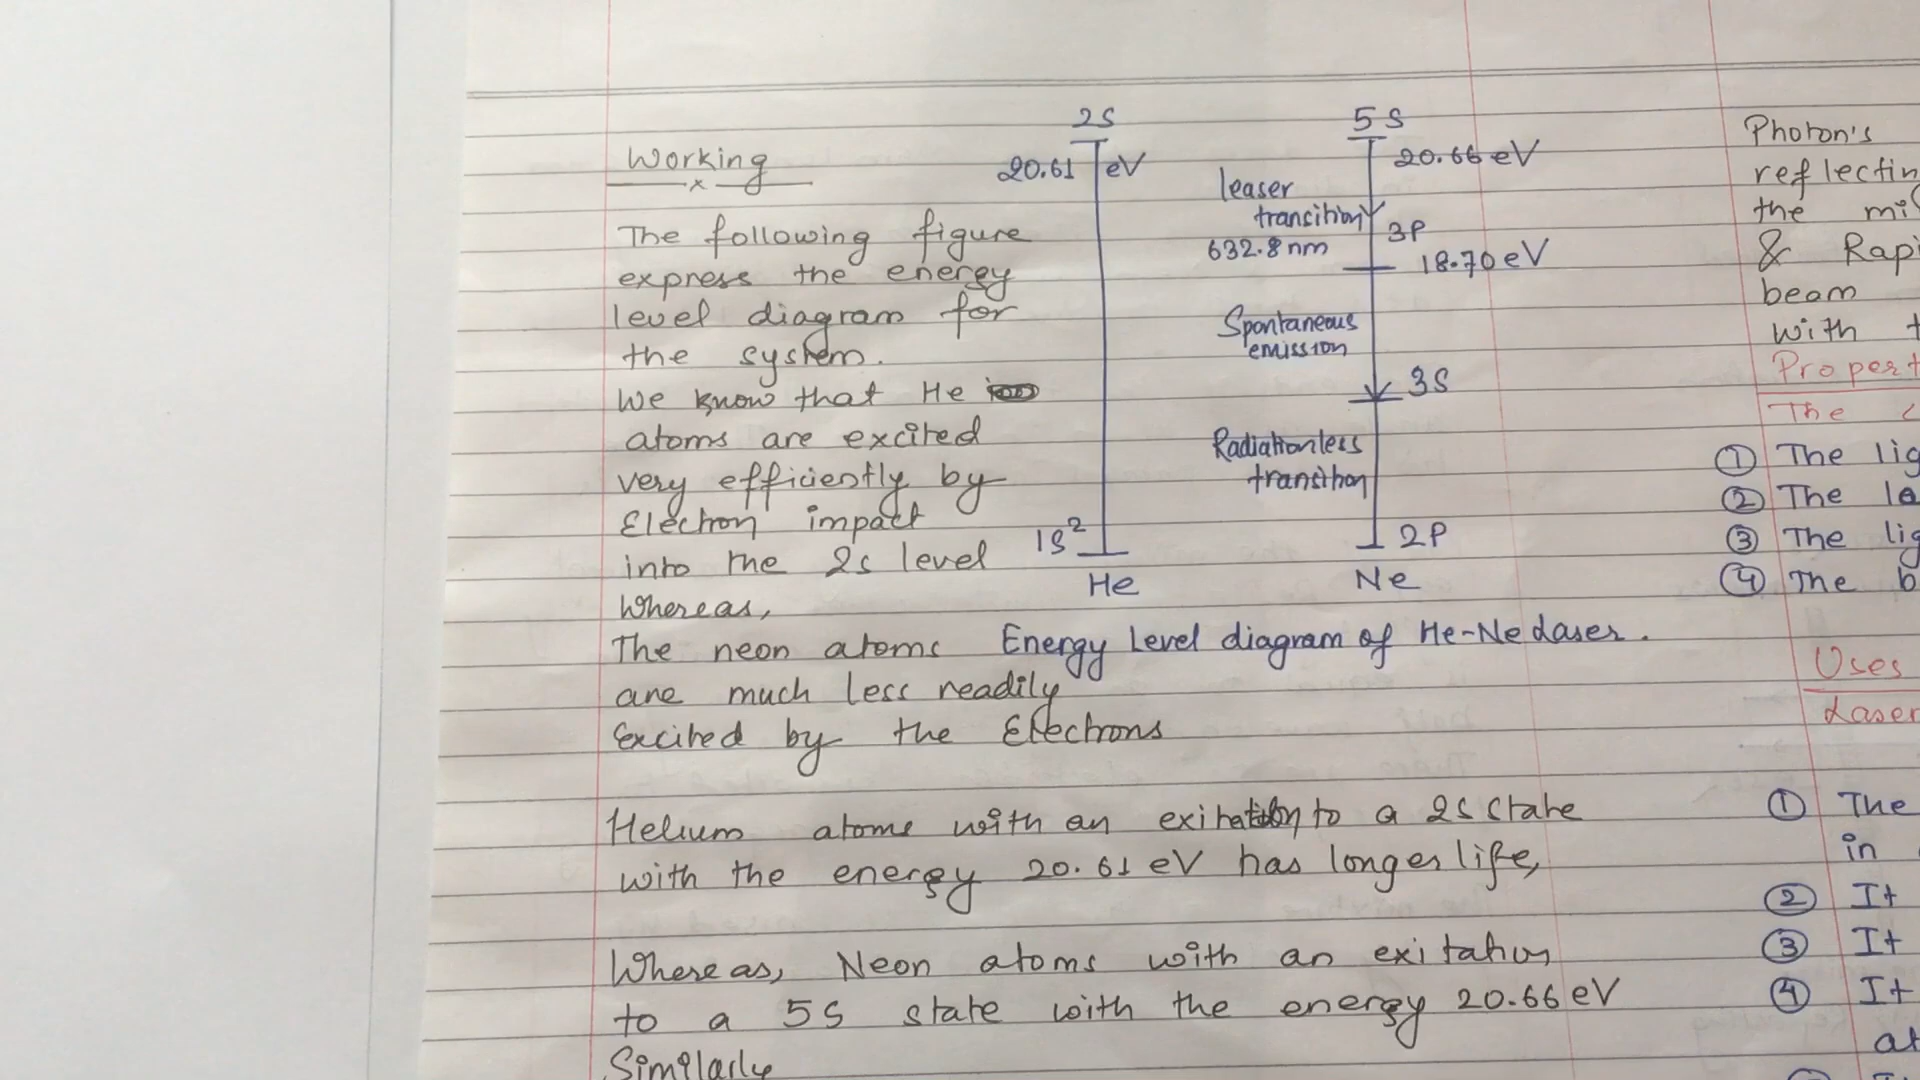 Working
The following figure
express the energy
level diagram for
the system.
We know that He
atoms are excited
very efficiently by
Electron impact
into the 2s level
Whereas,
The neon atoms
are much less readily
Excited by the Electrons
2S
20.61 eV
1S²
He
5S
20.66 eV
leaser
transition
632.8nm
3P
18.70 eV
Spontaneous
emission
3S
Radiationless
transition
2P
Ne
Energy Level diagram of He-Ne Laser.
Helium atoms with an exitation to a 2s state
with the energy 20.61 eV has longer life,
Whereas, Neon atoms with an exitation
to a 5S state with the energy 20.66 eV
Similarly
Photon's
reflectin
the
& Rapi
beam
with t
Propert
The
① The lig
② The la
③ The lig
④ The b
Uses
Laser
① The
in
② It
③ It
④ It
at